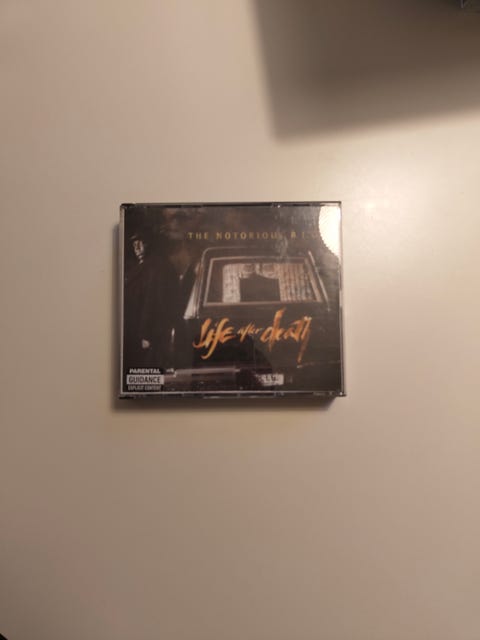 THE NOTORIOUS B.I.G.
life after death
PARENTAL
GUIDANCE
EXPLICIT CONTENT